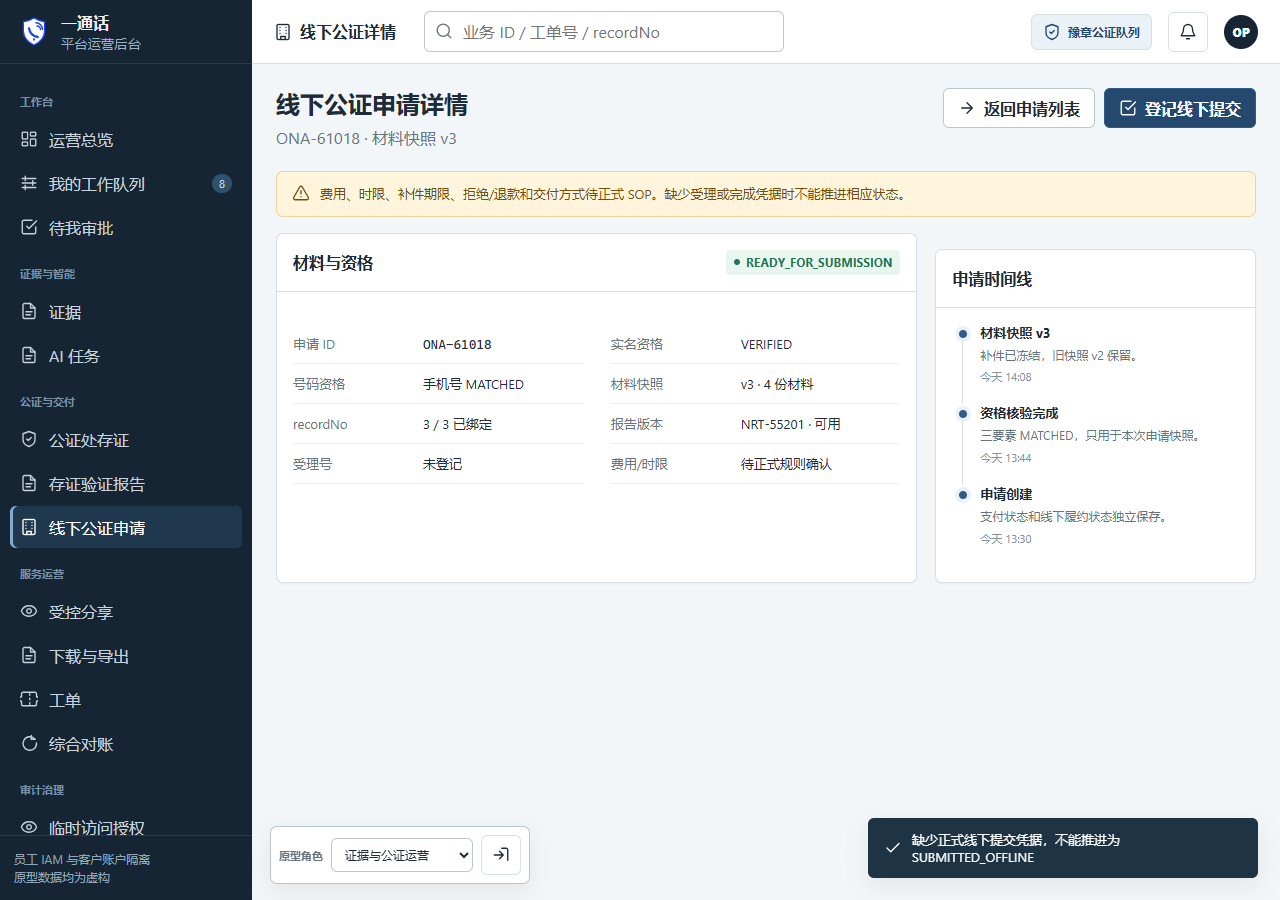 一通话
平台运营后台
工作台
运营总览
我的工作队列
8
待我审批
证据与智能
证据
AI 任务
公证与交付
公证处存证
存证验证报告
线下公证申请
服务运营
受控分享
下载与导出
工单
综合对账
审计治理
临时访问授权
员工 IAM 与客户账户隔离
原型数据均为虚构
线下公证详情
业务 ID / 工单号 / recordNo
豫章公证队列
OP
线下公证申请详情
ONA-61018 · 材料快照 v3
返回申请列表
登记线下提交
费用、时限、补件期限、拒绝/退款和交付方式待正式 SOP。缺少受理或完成凭据时不能推进相应状态。
材料与资格
READY_FOR_SUBMISSION
申请 ID
ONA-61018
实名资格
VERIFIED
号码资格
手机号 MATCHED
材料快照
v3 · 4 份材料
recordNo
3 / 3 已绑定
报告版本
NRT-55201 · 可用
受理号
未登记
费用/时限
待正式规则确认
申请时间线
材料快照 v3
补件已冻结，旧快照 v2 保留。
今天 14:08
资格核验完成
三要素 MATCHED，只用于本次申请快照。
今天 13:44
申请创建
支付状态和线下履约状态独立保存。
今天 13:30
原型角色
证据与公证运营
缺少正式线下提交凭据，不能推进为
SUBMITTED_OFFLINE